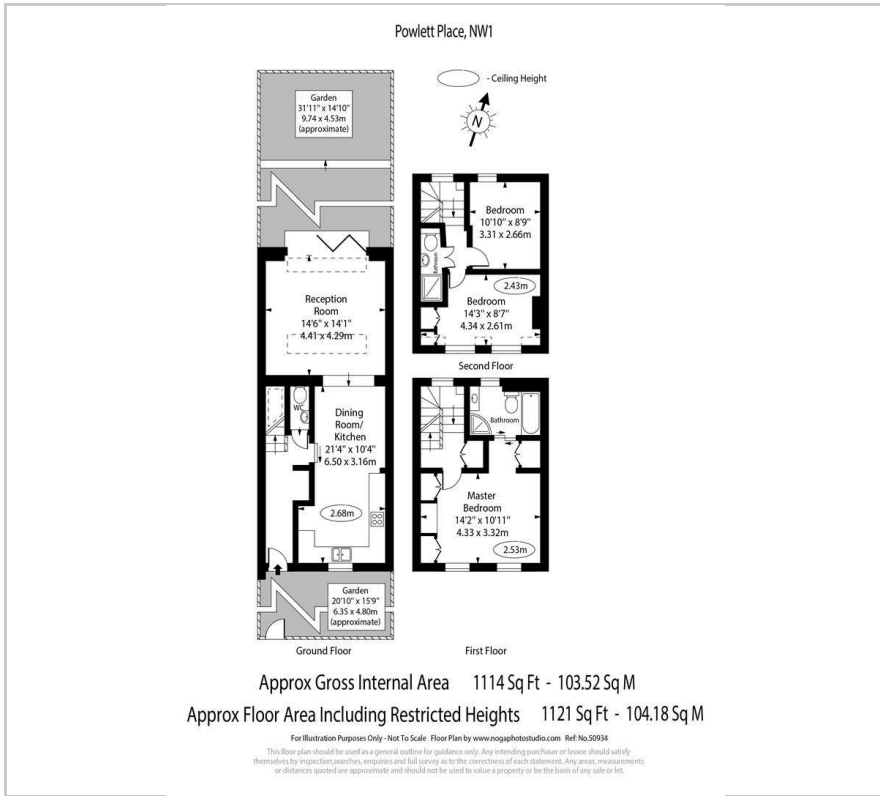 Powlett Place, NW1
- Ceiling Height
N
Garden
31'11" x 14'10"
9.74 x 4.53m
(approximate)
Reception
Room
14'6" x 14'1"
4.41 x 4.29m
WC
Dining
Room/
Kitchen
21'4" x 10'4"
6.50 x 3.16m
2.68m
Garden
20'10" x 15'9"
6.35 x 4.80m
(approximate)
Ground Floor
Bedroom
10'10" x 8'9"
3.31 x 2.66m
Bathroom
2.43m
Bedroom
14'3" x 8'7"
4.34 x 2.61m
Second Floor
Bathroom
Master
Bedroom
14'2" x 10'11"
4.33 x 3.32m
2.53m
First Floor
Approx Gross Internal Area 1114 Sq Ft - 103.52 Sq M
Approx Floor Area Including Restricted Heights 1121 Sq Ft - 104.18 Sq M
For Illustration Purposes Only - Not To Scale Floor Plan by www.nogaphotostudio.com Ref: No.50934
This floor plan should be used as a general outline for guidance only. Any intending purchaser or lessee should satisfy
themselves by inspection,searches, enquiries and full survey as to the correctness of each statement. Any areas, measurements
or distances quoted are approximate and should not be used to value a property or be the basis of any sale or let.